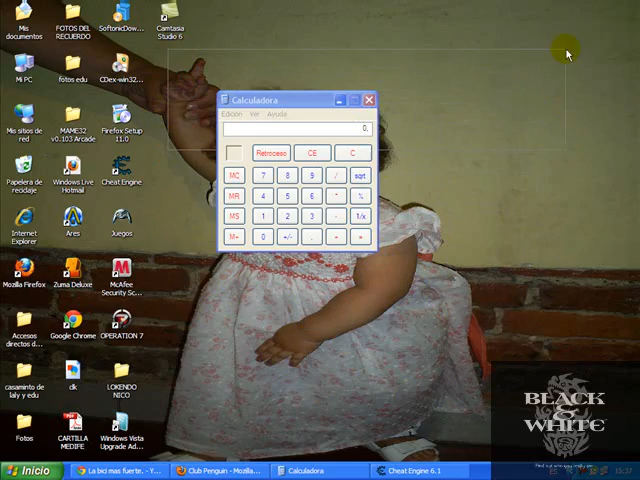 Mis documentos
FOTOS DEL RECUERDO
SoftonicDow...
Camtasia Studio 6
Mi PC
fotos edu
CDex-win32...
Mis sitios de red
MAME32 v0.103 Arcade
Firefox Setup 11.0
Papelera de reciclaje
Windows Live Hotmail
Cheat Engine
Internet Explorer
Ares
Juegos
Mozilla Firefox
Zuma Deluxe
McAfee Security Sc...
Accesos directos d...
Google Chrome
OPERATION 7
casamiento de laly y edu
dk
LOKENDO NICO
Fotos
CARTILLA MEDIFE
Windows Vista Upgrade Ad...
Calculadora
Edición Ver Ayuda
0,
Retroceso CE C
MC 7 8 9 / sqrt
MR 4 5 6 * %
MS 1 2 3 - 1/x
M+ 0 +/- , + =
BLACK
&
WHITE
Inicio
La bici mas fuerte. - Y...
Club Penguin - Mozilla...
Calculadora
Cheat Engine 6.1
15:37